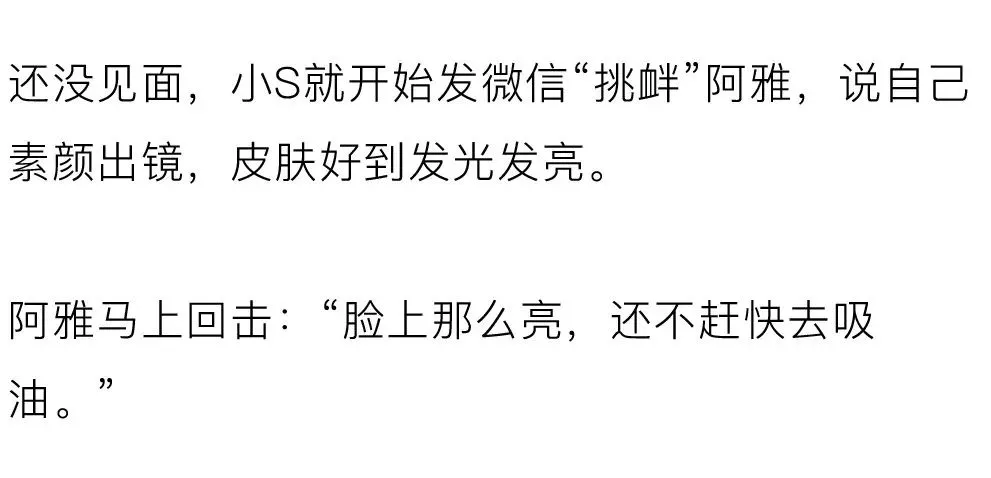 还没见面，小S就开始发微信“挑衅”阿雅，说自己
素颜出镜，皮肤好到发光发亮。
阿雅马上回击：“脸上那么亮，还不赶快去吸
油。”